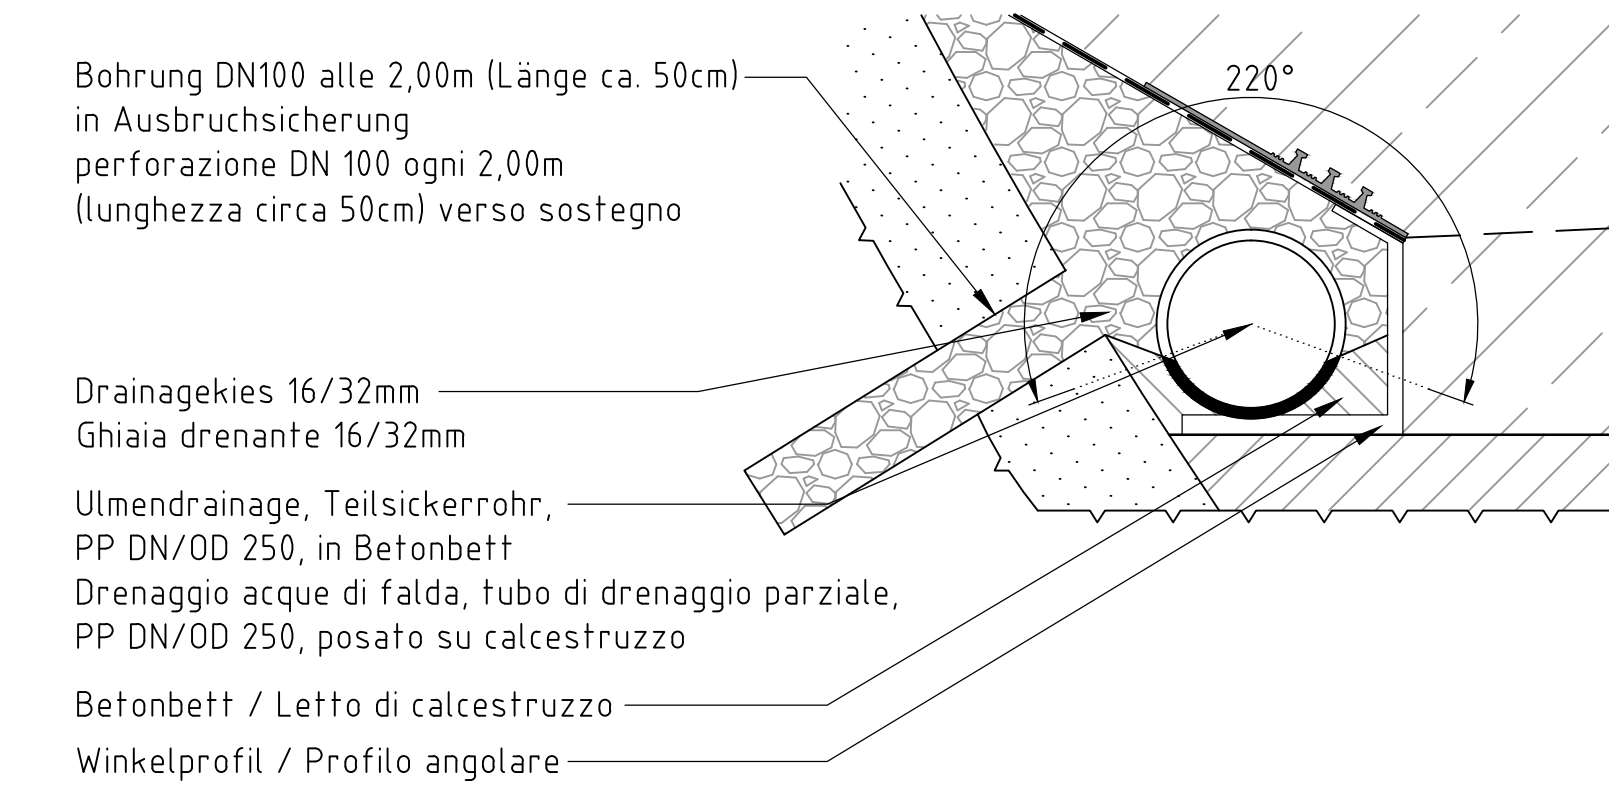 Bohrung DN100 alle 2,00m (Länge ca. 50cm)
in Ausbruchsicherung
perforazione DN 100 ogni 2,00m
(lunghezza circa 50cm) verso sostegno
220°
Drainagekies 16/32mm
Ghiaia drenante 16/32mm
Ulmendrainage, Teilsickerrohr,
PP DN/OD 250, in Betonbett
Drenaggio acque di falda, tubo di drenaggio parziale,
PP DN/OD 250, posato su calcestruzzo
Betonbett / Letto di calcestruzzo
Winkelprofil / Profilo angolare